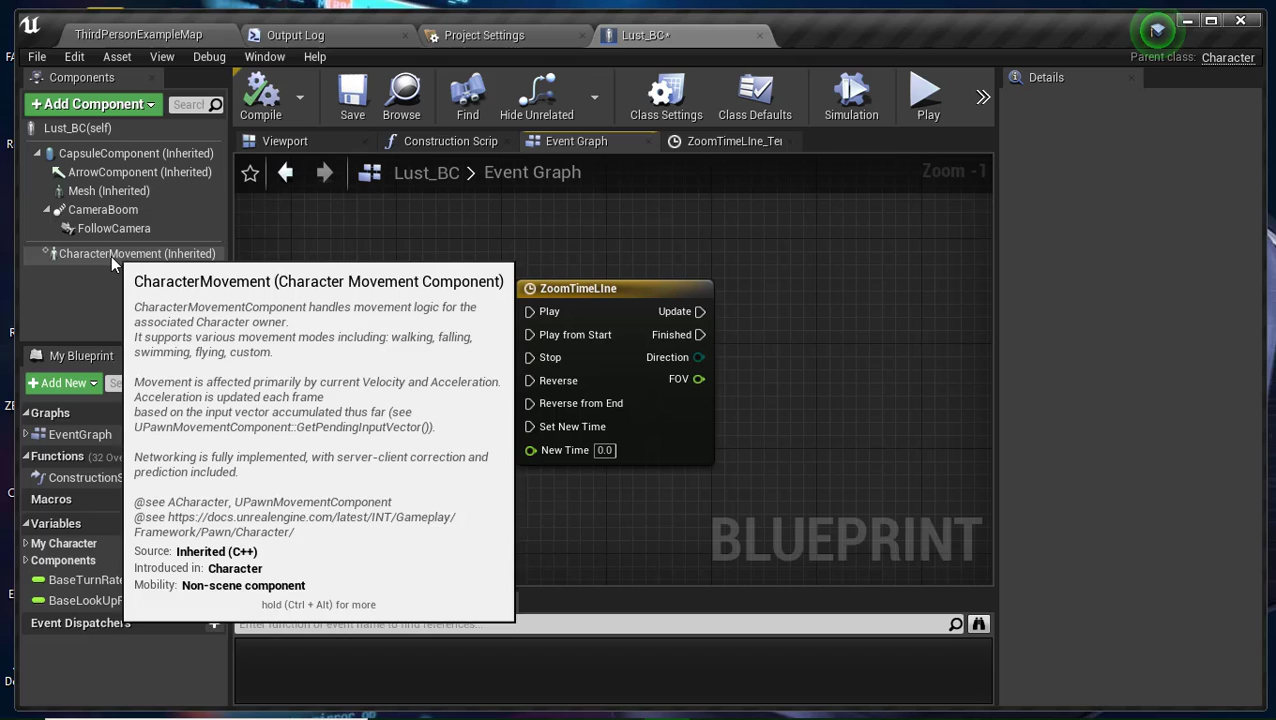 ThirdPersonExampleMap
Output Log
Project Settings
Lust_BC*
File
Edit
Asset
View
Debug
Window
Help
Parent class:
Character
Components
Details
+Add Component
Search
Compile
Save
Browse
Find
Hide Unrelated
Class Settings
Class Defaults
Simulation
Play
Lust_BC(self)
CapsuleComponent (Inherited)
ArrowComponent (Inherited)
Mesh (Inherited)
CameraBoom
FollowCamera
CharacterMovement (Inherited)
Viewport
Construction Scrip
Event Graph
ZoomTimeLIne_Te
Lust_BC > Event Graph
Zoom -1
CharacterMovement (Character Movement Component)
CharacterMovementComponent handles movement logic for the
associated Character owner.
It supports various movement modes including: walking, falling,
swimming, flying, custom.
Movement is affected primarily by current Velocity and Acceleration.
Acceleration is updated each frame
based on the input vector accumulated thus far (see
UPawnMovementComponent::GetPendingInputVector()).
Networking is fully implemented, with server-client correction and
prediction included.
@see ACharacter, UPawnMovementComponent
@see https://docs.unrealengine.com/latest/INT/Gameplay/
Framework/Pawn/Character/
Source: Inherited (C++)
Introduced in: Character
Mobility: Non-scene component
hold (Ctrl + Alt) for more
ZoomTimeLIne
Play
Update
Play from Start
Finished
Stop
Direction
Reverse
FOV
Reverse from End
Set New Time
New Time 0.0
BLUEPRINT
My Blueprint
+Add New
Graphs
EventGraph
Functions
(32 Ove
ConstructionS
Macros
Variables
My Character
Components
BaseTurnRate
BaseLookUpF
Event Dispatchers
+
Enter function or event name to find references...